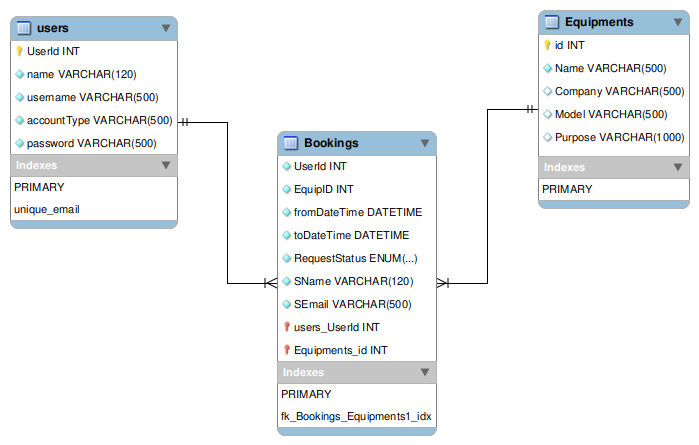 users
UserId INT
name VARCHAR(120)
username VARCHAR(500)
accountType VARCHAR(500)
password VARCHAR(500)
Indexes
PRIMARY
unique_email
Bookings
UserId INT
EquipID INT
fromDateTime DATETIME
toDateTime DATETIME
RequestStatus ENUM(...)
SName VARCHAR(120)
SEmail VARCHAR(500)
users_UserId INT
Equipments_id INT
Indexes
PRIMARY
fk_Bookings_Equipments1_idx
Equipments
id INT
Name VARCHAR(500)
Company VARCHAR(500)
Model VARCHAR(500)
Purpose VARCHAR(1000)
Indexes
PRIMARY